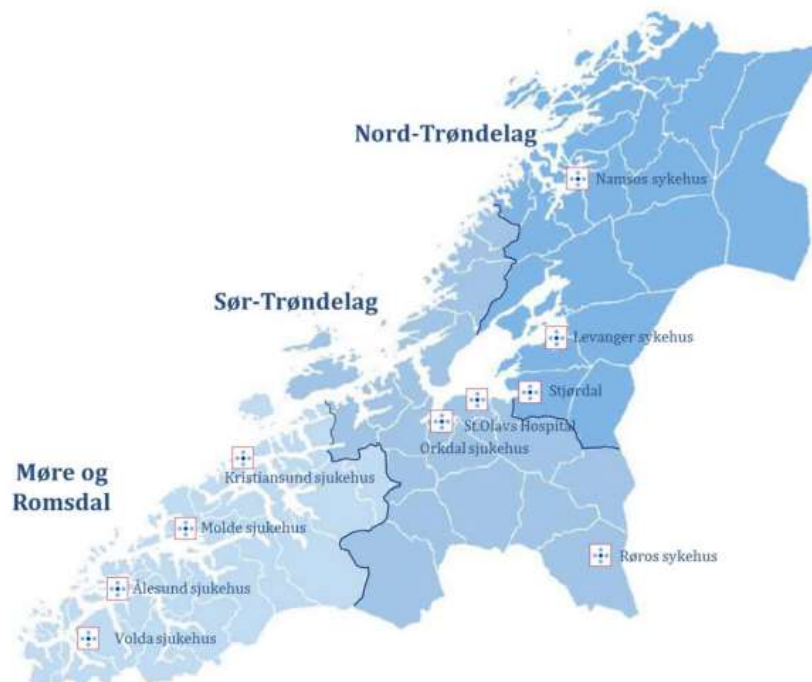 Nord-Trøndelag
Namsos sykehus
Sør-Trøndelag
Levanger sykehus
Stjørdal
St.Olavs Hospital
Orkdal sjukehus
Møre og
Romsdal
Kristiansund sjukehus
Molde sjukehus
Røros sykehus
Ålesund sjukehus
Volda sjukehus